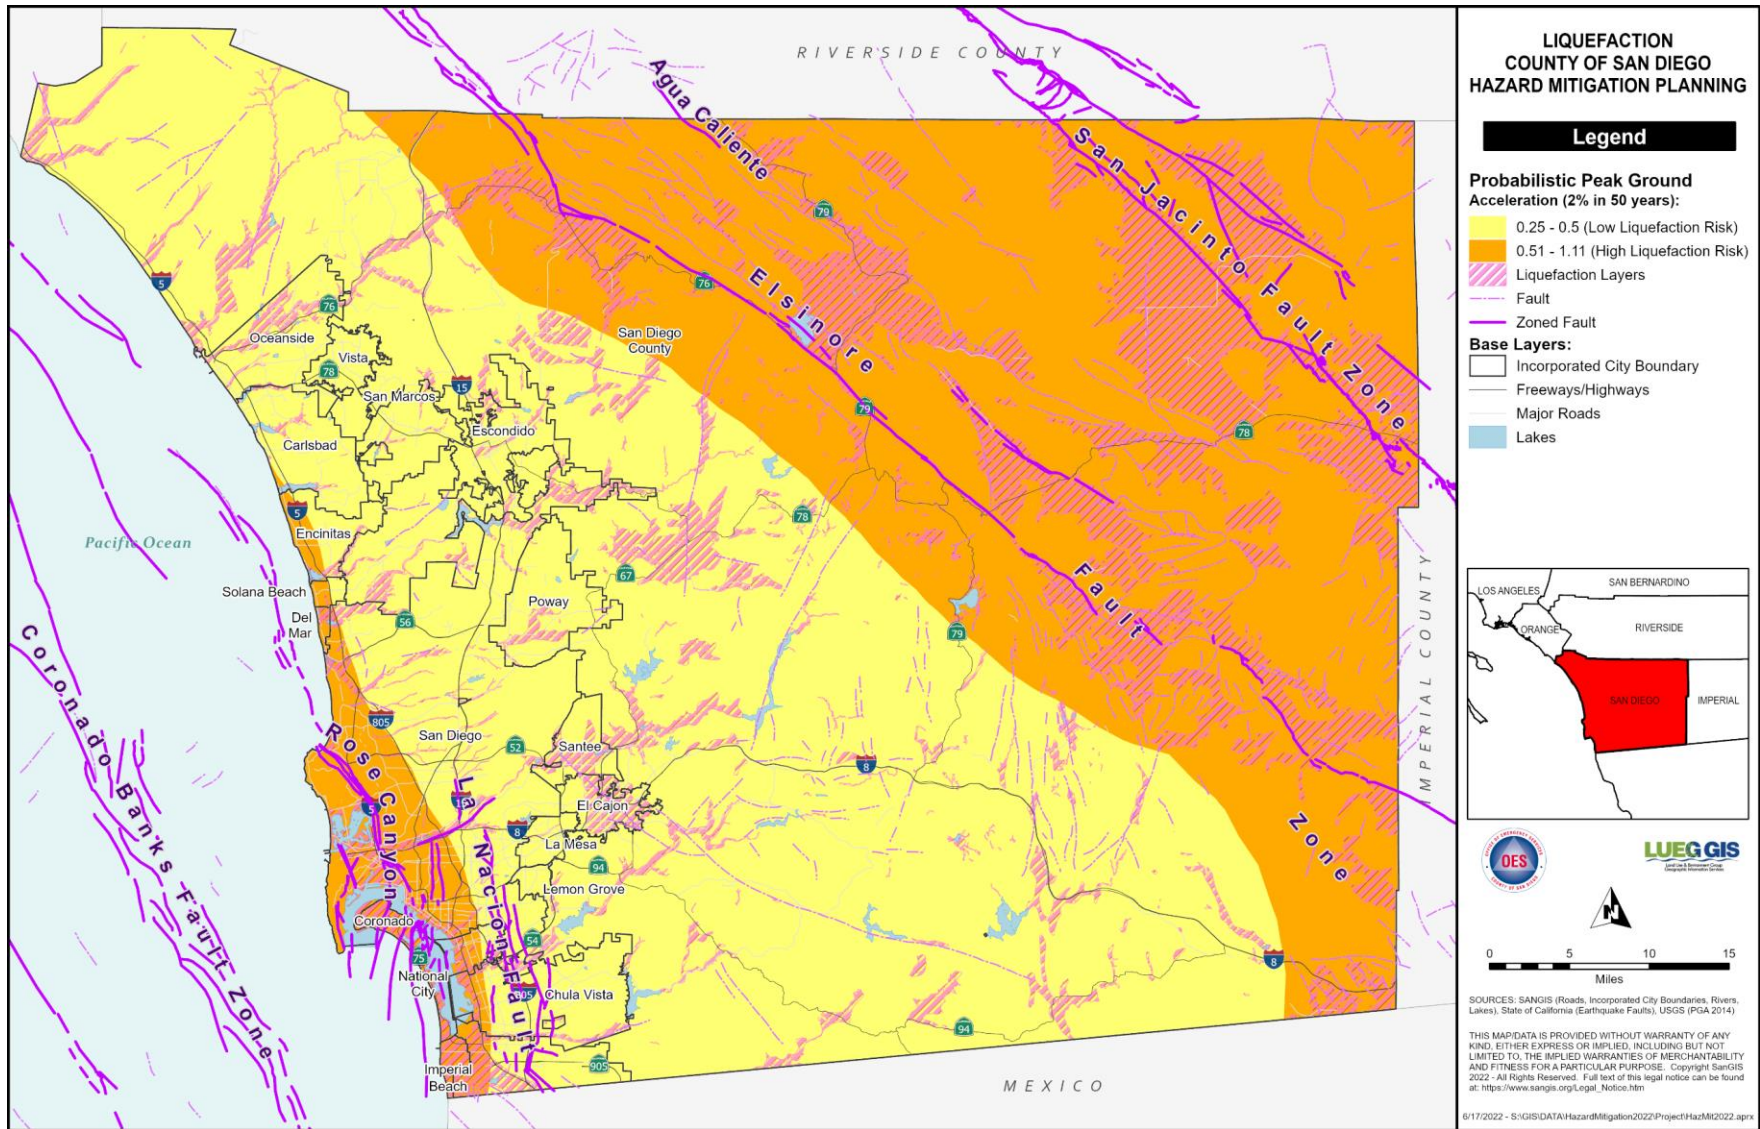 RIVERSIDE COUNTY
Agua Caliente
San Jacinto Fault Zone
79
76
Elsinore Fault Zone
5
76
Oceanside
Vista
78
San Diego
County
15
San Marcos
Escondido
Carlsbad
79
78
5
Encinitas
78
Pacific Ocean
Solana Beach
67
Poway
Del
Mar
56
79
IMPERIAL COUNTY
Coronado Banks Fault Zone
805
San Diego
52
Santee
Rose Canyon
La Nacion Fault
8
15
El Cajon
5
8
La Mesa
94
Lemon Grove
Coronado
54
75
8
National
City
805
Chula Vista
94
905
Imperial
Beach
MEXICO
LIQUEFACTION
COUNTY OF SAN DIEGO
HAZARD MITIGATION PLANNING
Legend
Probabilistic Peak Ground
Acceleration (2% in 50 years):
0.25 - 0.5 (Low Liquefaction Risk)
0.51 - 1.11 (High Liquefaction Risk)
Liquefaction Layers
Fault
Zoned Fault
Base Layers:
Incorporated City Boundary
Freeways/Highways
Major Roads
Lakes
LOS ANGELES
SAN BERNARDINO
ORANGE
RIVERSIDE
SAN DIEGO
IMPERIAL
OES
LUEG GIS
N
0 5 10 15
Miles
SOURCES: SANGIS (Roads, Incorporated City Boundaries, Rivers,
Lakes), State of California (Earthquake Faults), USGS (PGA 2014)
THIS MAP/DATA IS PROVIDED WITHOUT WARRANTY OF ANY
KIND, EITHER EXPRESS OR IMPLIED, INCLUDING BUT NOT
LIMITED TO, THE IMPLIED WARRANTIES OF MERCHANTABILITY
AND FITNESS FOR A PARTICULAR PURPOSE. Copyright SanGIS
2022 - All Rights Reserved. Full text of this legal notice can be found
at: https://www.sangis.org/Legal_Notice.htm
6/17/2022 - S:\GIS\DATA\HazardMitigation2022\Project\HazMit2022.aprx